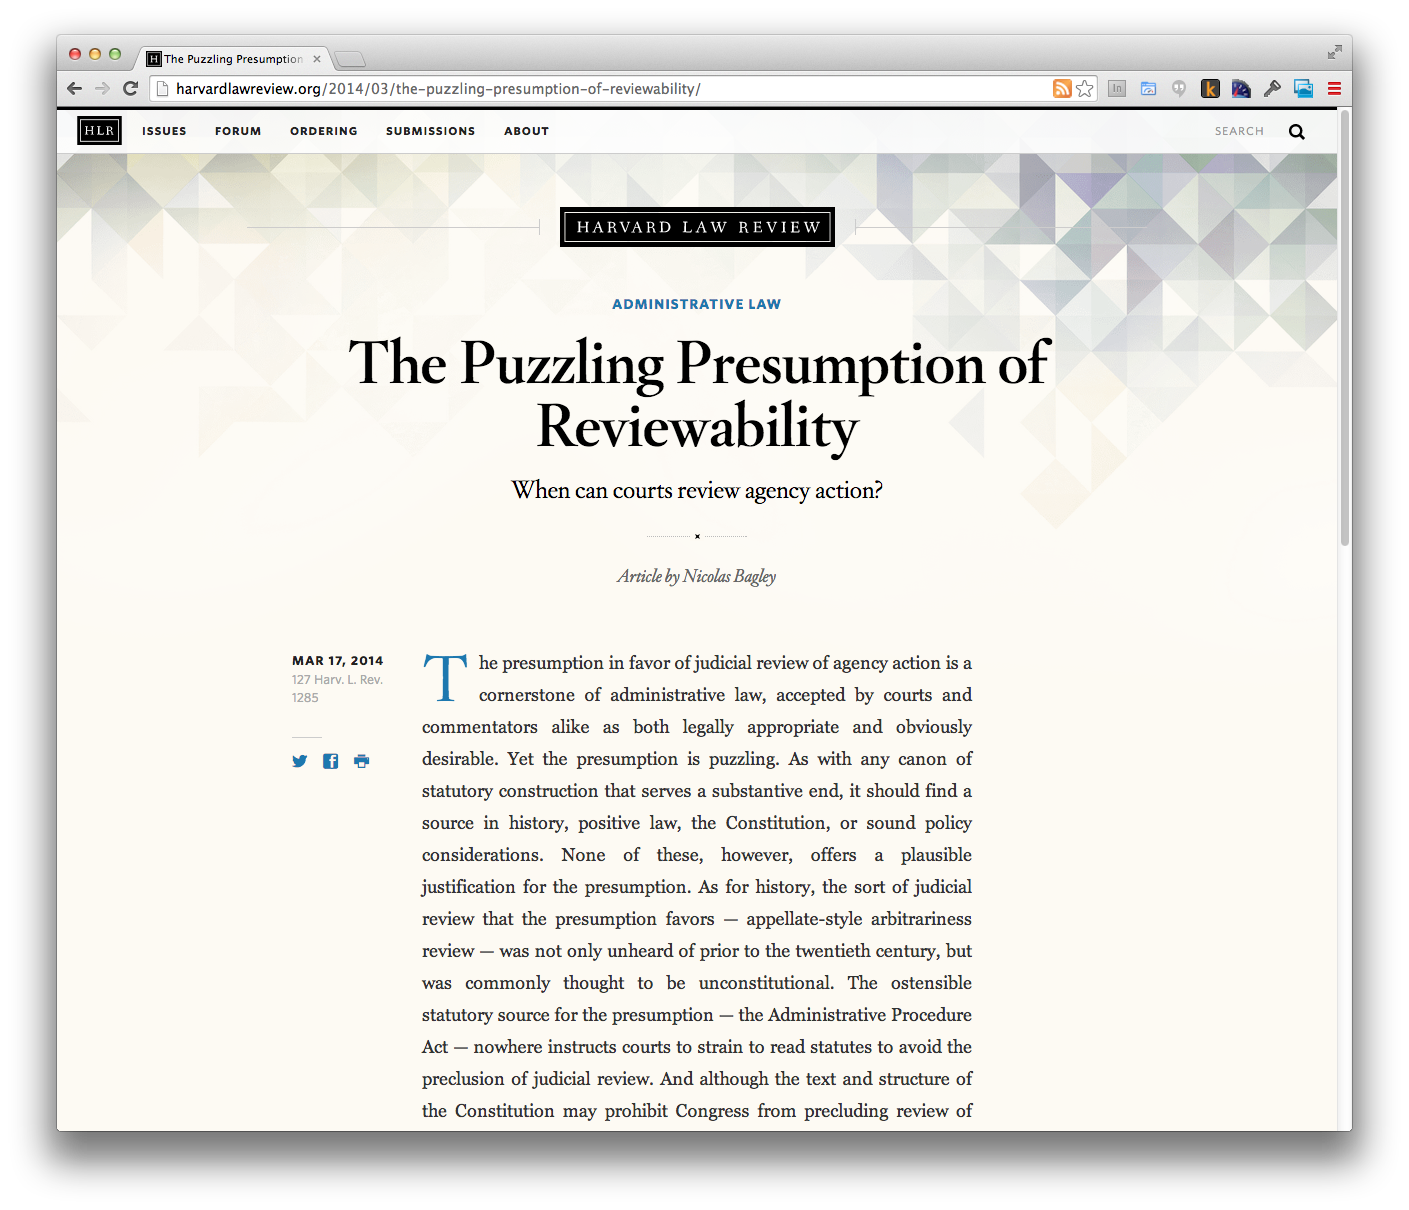 The Puzzling Presumption
harvardlawreview.org/2014/03/the-puzzling-presumption-of-reviewability/
HLR ISSUES FORUM ORDERING SUBMISSIONS ABOUT SEARCH
HARVARD LAW REVIEW
ADMINISTRATIVE LAW
The Puzzling Presumption of
Reviewability
When can courts review agency action?
Article by Nicolas Bagley
MAR 17, 2014
127 Harv. L. Rev.
1285
The presumption in favor of judicial review of agency action is a
cornerstone of administrative law, accepted by courts and
commentators alike as both legally appropriate and obviously
desirable. Yet the presumption is puzzling. As with any canon of
statutory construction that serves a substantive end, it should find a
source in history, positive law, the Constitution, or sound policy
considerations. None of these, however, offers a plausible
justification for the presumption. As for history, the sort of judicial
review that the presumption favors — appellate-style arbitrariness
review — was not only unheard of prior to the twentieth century, but
was commonly thought to be unconstitutional. The ostensible
statutory source for the presumption — the Administrative Procedure
Act — nowhere instructs courts to strain to read statutes to avoid the
preclusion of judicial review. And although the text and structure of
the Constitution may prohibit Congress from precluding review of